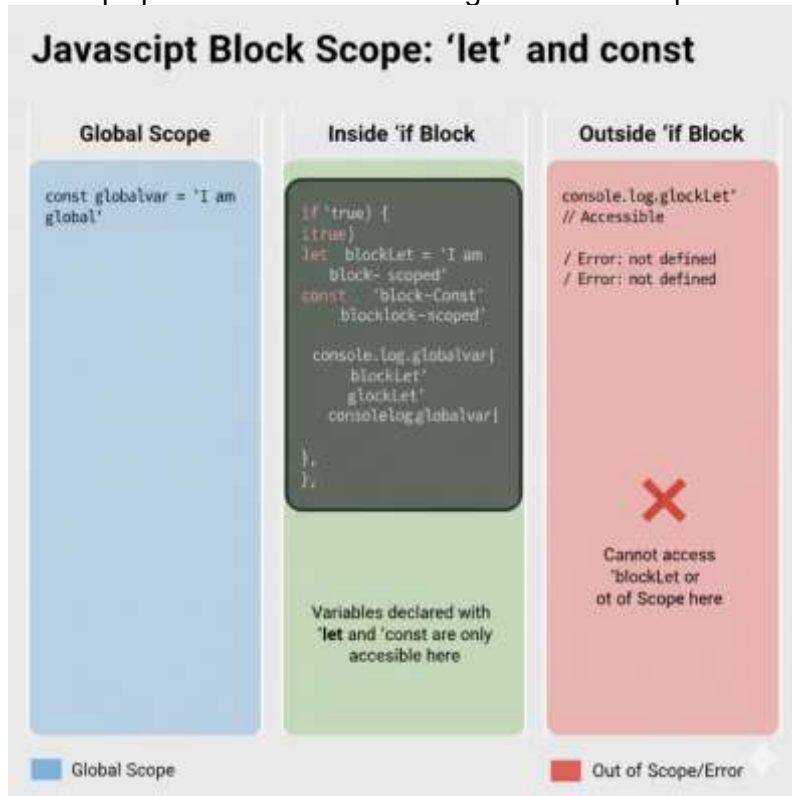 Javascipt Block Scope: ‘let’ and const
Global Scope
const globalvar = 'I am
global'
Inside ‘if Block
if 'true) {
itrue)
let blockLet = 'I am
block- scoped'
const 'block-Const'
blocklock-scoped'
console.log.globalvar|
blockLet'
glockLet'
consolelog.globalvar|
},
},
Variables declared with
‘let and ‘const are only
accesible here
Outside ‘if Block
console.log.glockLet'
// Accessible
/ Error: not defined
/ Error: not defined
Cannot access
‘blockLet or
ot of Scope here
Global Scope
Out of Scope/Error